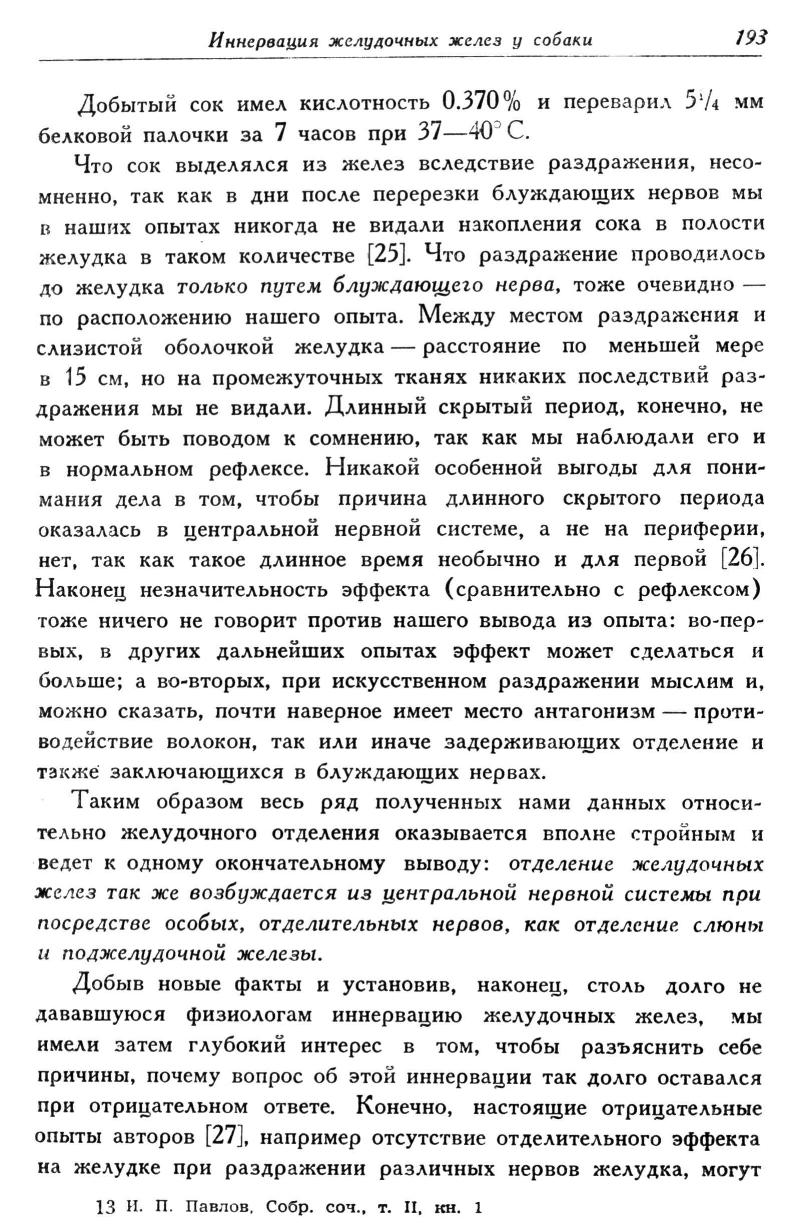 Иннервация желудочных желез у собаки 193
Добытый сок имел кислотность 0.370% и переварил 5¹/₄ мм
белковой палочки за 7 часов при 37—40° С.
Что сок выделялся из желез вследствие раздражения, несо-
мненно, так как в дни после перерезки блуждающих нервов мы
в наших опытах никогда не видали накопления сока в полости
желудка в таком количестве [25]. Что раздражение проводилось
до желудка только путем блуждающего нерва, тоже очевидно —
по расположению нашего опыта. Между местом раздражения и
слизистой оболочкой желудка — расстояние по меньшей мере
в 15 см, но на промежуточных тканях никаких последствий раз-
дражения мы не видали. Длинный скрытый период, конечно, не
может быть поводом к сомнению, так как мы наблюдали его и
в нормальном рефлексе. Никакой особенной выгоды для пони-
мания дела в том, чтобы причина длинного скрытого периода
оказалась в центральной нервной системе, а не на периферии,
нет, так как такое длинное время необычно и для первой [26].
Наконец незначительность эффекта (сравнительно с рефлексом)
тоже ничего не говорит против нашего вывода из опыта: во-пер-
вых, в других дальнейших опытах эффект может сделаться и
больше; а во-вторых, при искусственном раздражении мыслим и,
можно сказать, почти наверное имеет место антагонизм — проти-
водействие волокон, так или иначе задерживающих отделение и
также заключающихся в блуждающих нервах.
Таким образом весь ряд полученных нами данных относи-
тельно желудочного отделения оказывается вполне стройным и
ведет к одному окончательному выводу: отделение желудочных
желез так же возбуждается из центральной нервной системы при
посредстве особых, отделительных нервов, как отделение слюны
и поджелудочной железы.
Добыв новые факты и установив, наконец, столь долго не
дававшуюся физиологам иннервацию желудочных желез, мы
имели затем глубокий интерес в том, чтобы разъяснить себе
причины, почему вопрос об этой иннервации так долго оставался
при отрицательном ответе. Конечно, настоящие отрицательные
опыты авторов [27], например отсутствие отделительного эффекта
на желудке при раздражении различных нервов желудка, могут
13 И. П. Павлов, Собр. соч., т. II, кн. 1